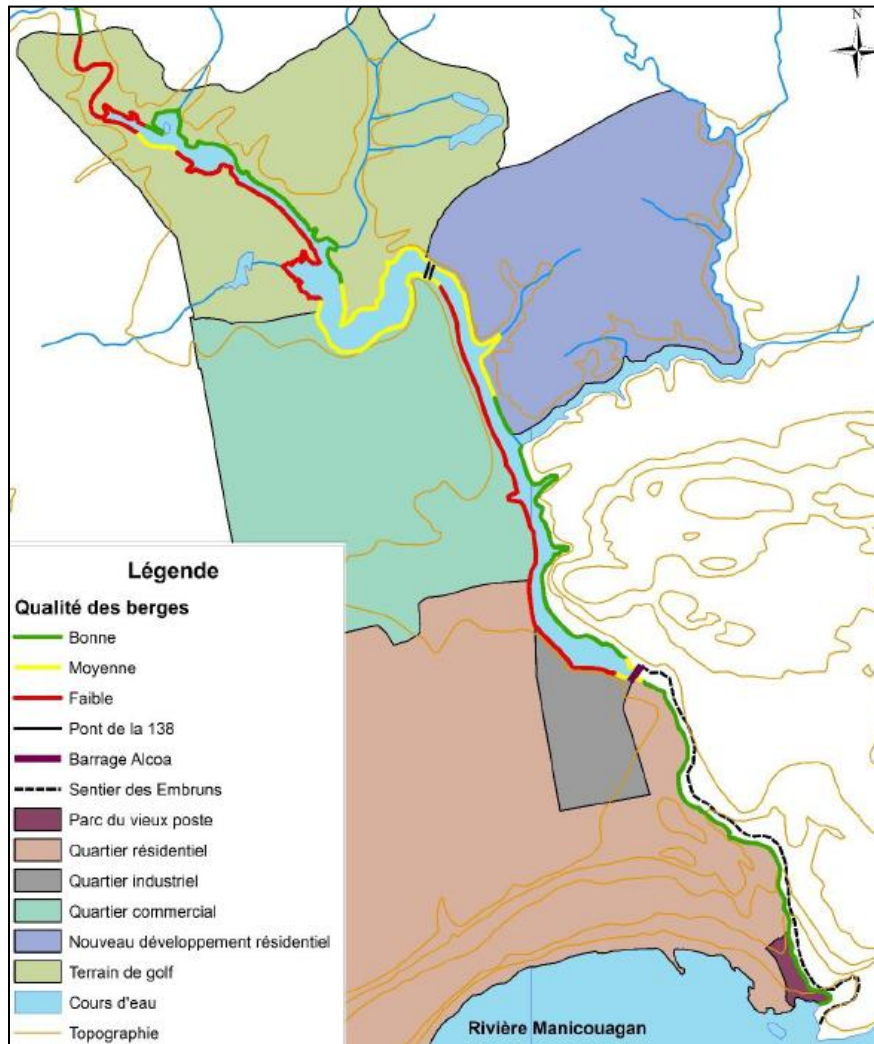 N
Légende
Qualité des berges
Bonne
Moyenne
Faible
Pont de la 138
Barrage Alcoa
Sentier des Embruns
Parc du vieux poste
Quartier résidentiel
Quartier industriel
Quartier commercial
Nouveau développement résidentiel
Terrain de golf
Cours d'eau
Topographie
Rivière Manicouagan